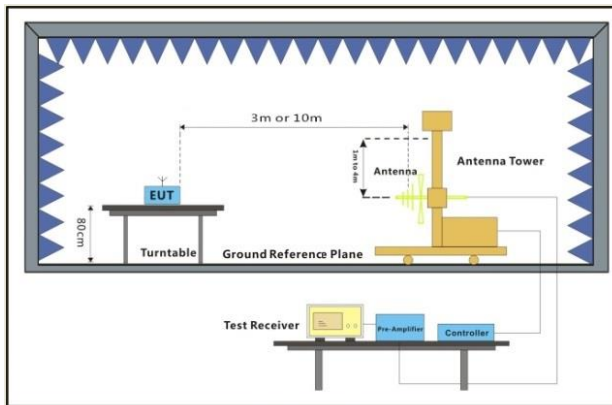 3m or 10m
1m to 4m
Antenna
Antenna Tower
EUT
80cm
Turntable
Ground Reference Plane
Test Receiver
Pre-Amplifier
Controller